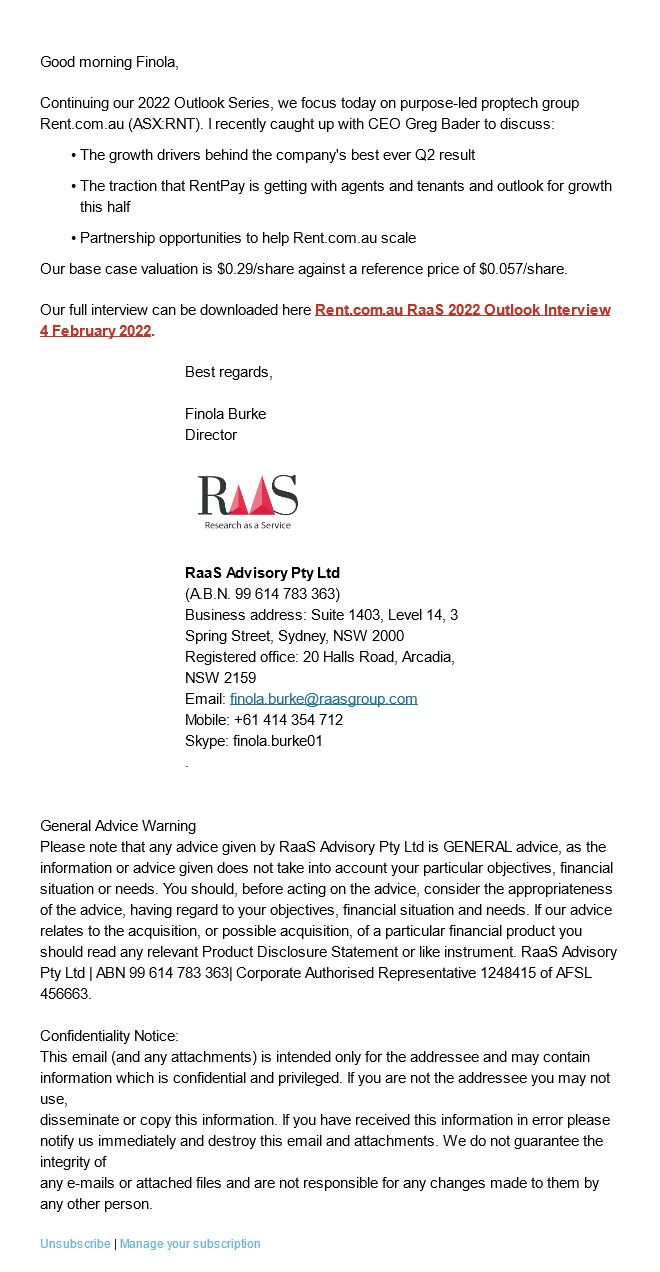 Good morning Finola,
Continuing our 2022 Outlook Series, we focus today on purpose-led proptech group
Rent.com.au (ASX:RNT). I recently caught up with CEO Greg Bader to discuss:
• The growth drivers behind the company's best ever Q2 result
• The traction that RentPay is getting with agents and tenants and outlook for growth
this half
• Partnership opportunities to help Rent.com.au scale
Our base case valuation is $0.29/share against a reference price of $0.057/share.
Our full interview can be downloaded here Rent.com.au RaaS 2022 Outlook Interview
4 February 2022.
Best regards,
Finola Burke
Director
RAAS
Research as a Service
RaaS Advisory Pty Ltd
(A.B.N. 99 614 783 363)
Business address: Suite 1403, Level 14, 3
Spring Street, Sydney, NSW 2000
Registered office: 20 Halls Road, Arcadia,
NSW 2159
Email: finola.burke@raasgroup.com
Mobile: +61 414 354 712
Skype: finola.burke01
.
General Advice Warning
Please note that any advice given by RaaS Advisory Pty Ltd is GENERAL advice, as the
information or advice given does not take into account your particular objectives, financial
situation or needs. You should, before acting on the advice, consider the appropriateness
of the advice, having regard to your objectives, financial situation and needs. If our advice
relates to the acquisition, or possible acquisition, of a particular financial product you
should read any relevant Product Disclosure Statement or like instrument. RaaS Advisory
Pty Ltd | ABN 99 614 783 363| Corporate Authorised Representative 1248415 of AFSL
456663.
Confidentiality Notice:
This email (and any attachments) is intended only for the addressee and may contain
information which is confidential and privileged. If you are not the addressee you may not
use,
disseminate or copy this information. If you have received this information in error please
notify us immediately and destroy this email and attachments. We do not guarantee the
integrity of
any e-mails or attached files and are not responsible for any changes made to them by
any other person.
Unsubscribe | Manage your subscription